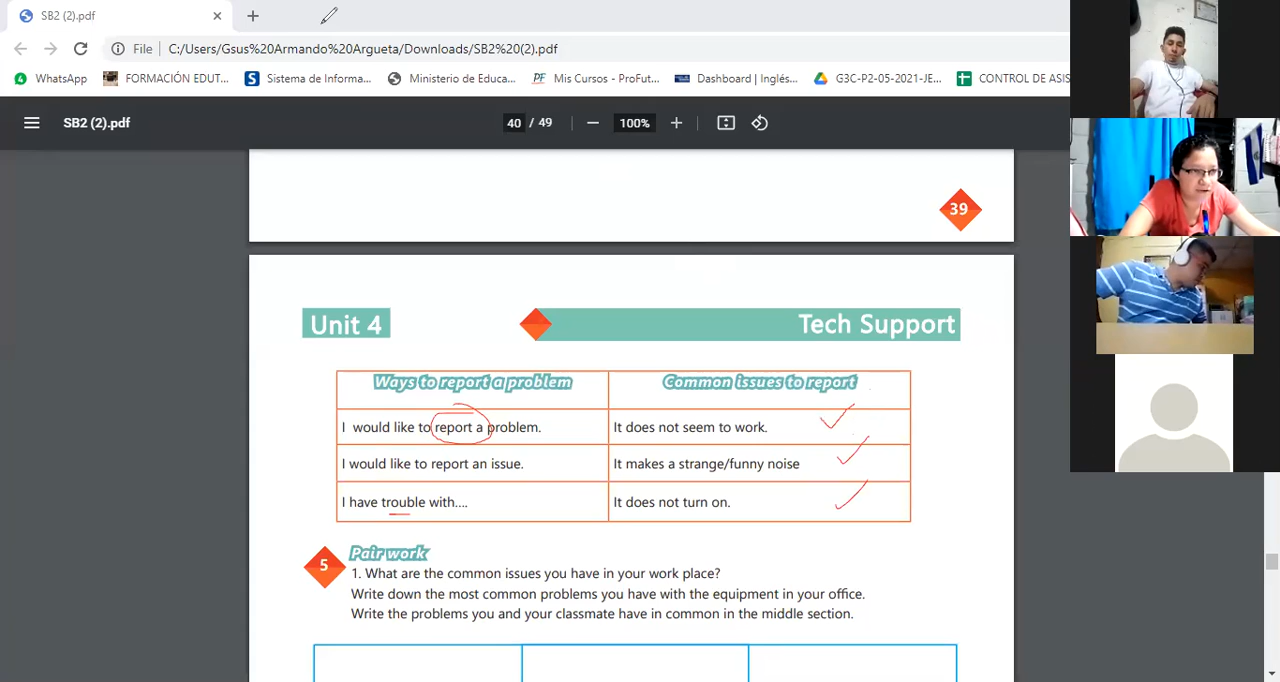 SB2 (2).pdf
File C:/Users/Gsus%20Armando%20Argueta/Downloads/SB2%20(2).pdf
WhatsApp FORMACIÓN EDUT... Sistema de Informa... Ministerio de Educa... PF Mis Cursos - ProFut... Dashboard | Inglés... G3C-P2-05-2021-JE... CONTROL DE ASIS
SB2 (2).pdf 40 / 49 100%
39
Unit 4 Tech Support
Ways to report a problem Common issues to report
I would like to report a problem. It does not seem to work.
I would like to report an issue. It makes a strange/funny noise
I have trouble with.... It does not turn on.
5 Pair work
1. What are the common issues you have in your work place?
Write down the most common problems you have with the equipment in your office.
Write the problems you and your classmate have in common in the middle section.